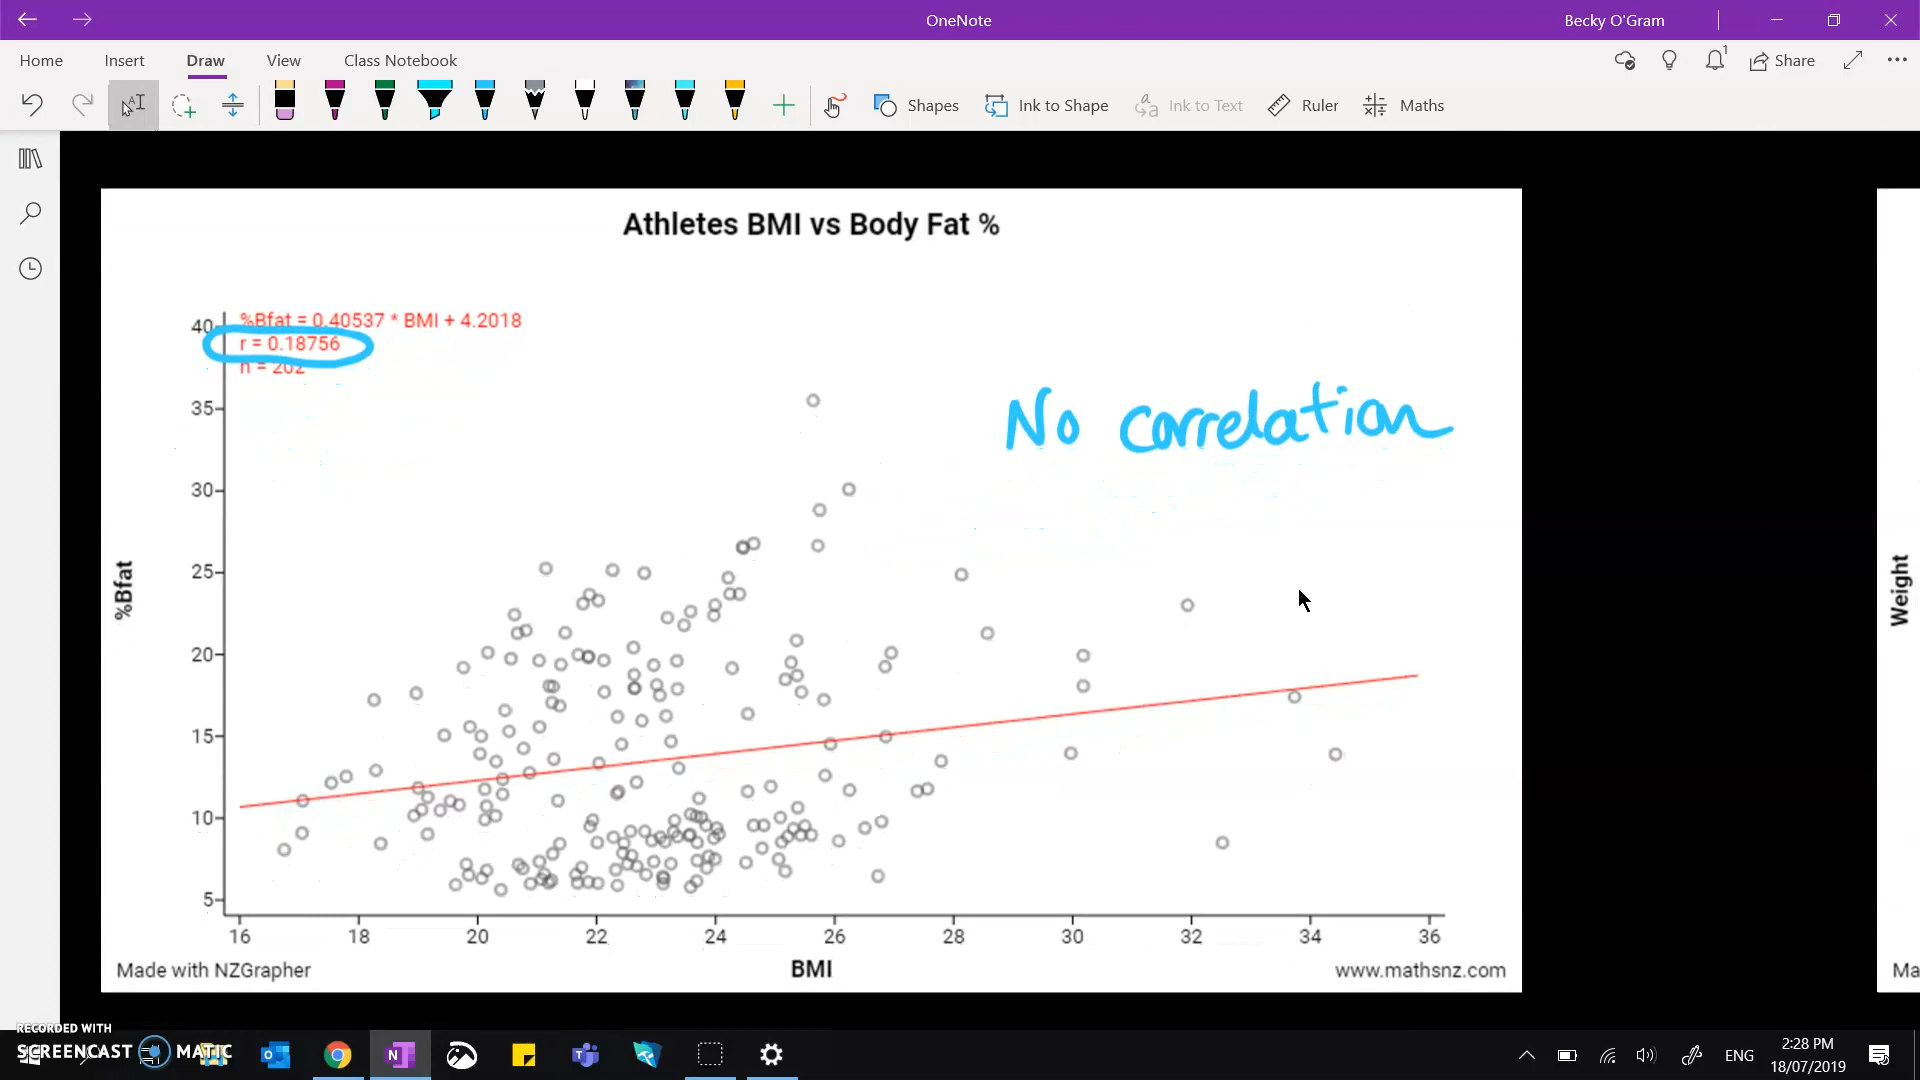 OneNote
Becky O'Gram
Home Insert Draw View Class Notebook
1
Share
Shapes Ink to Shape Ink to Text Ruler Maths
Athletes BMI vs Body Fat %
%Bfat = 0.40537 * BMI + 4.2018
r = 0.18756
n = 202
No correlation
40
35
30
25
20
15
10
5
%Bfat
16 18 20 22 24 26 28 30 32 34 36
Made with NZGrapher
BMI
www.mathsnz.com
Weight
Ma
RECORDED WITH
SCREENCAST MATIC
ENG
2:28 PM
18/07/2019